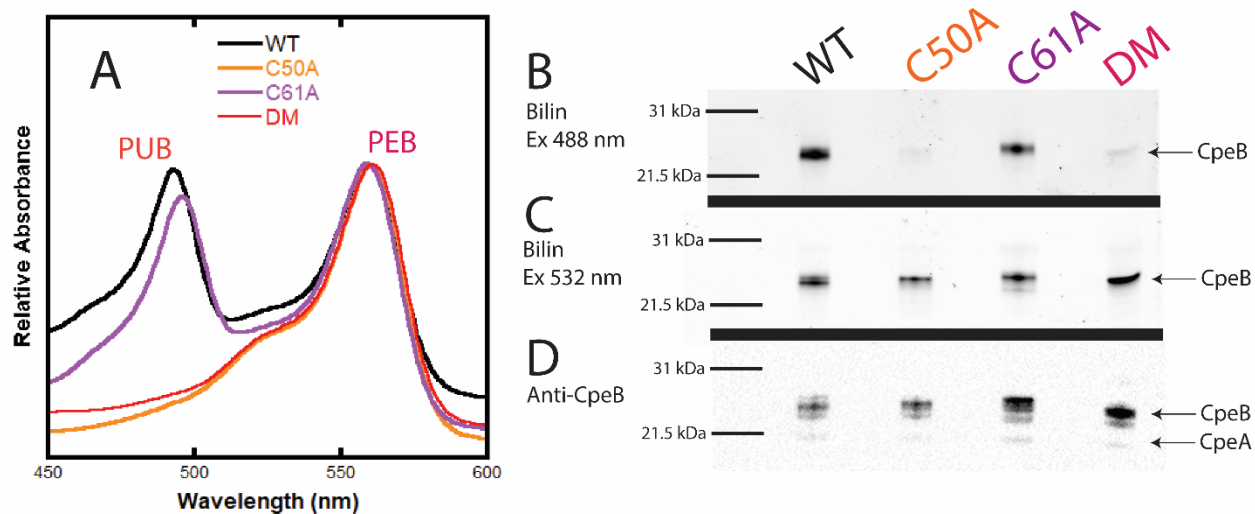 A
WT
C50A
C61A
DM
PUB
PEB
Relative Absorbance
450
500
550
600
Wavelength (nm)
WT
C50A
C61A
DM
B
Bilin
Ex 488 nm
31 kDa
21.5 kDa
CpeB
C
Bilin
Ex 532 nm
31 kDa
21.5 kDa
CpeB
D
Anti-CpeB
31 kDa
21.5 kDa
CpeB
CpeA